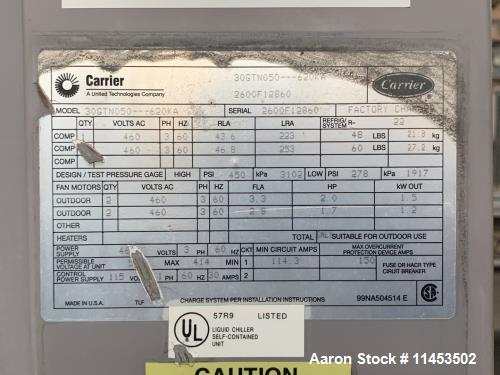 Carrier
A United Technologies Company
30GTN050---620KA
2600F12860
Carrier
MODEL 30GTN050---620KA SERIAL 2600F12860 FACTORY CHARGED
QTY VOLTS AC PH HZ RLA LRA REFRIG/SYSTEM R- 22
COMP 1 460 3 60 43.6 223 48 LBS 21.8 kg
COMP 1 460 3 60 46.8 253 60 LBS 27.2 kg
COMP
DESIGN / TEST PRESSURE GAGE HIGH PSI 450 kPa 3102 LOW PSI 278 kPa 1917
FAN MOTORS QTY VOLTS AC PH HZ FLA HP kW OUT
OUTDOOR 2 460 3 60 3.3 2.0 1.5
OUTDOOR 2 460 3 60 2.8 1.7 1.2
OTHER
HEATERS TOTAL SUITABLE FOR OUTDOOR USE
POWER SUPPLY VOLTS 3 PH 60 HZ CKT MIN CIRCUIT AMPS MAX OVERCURRENT PROTECTION DEVICE AMPS
PERMISSIBLE VOLTAGE AT UNIT MAX 414 MIN 1 114.3 150 FUSE OR HACR TYPE CIRUIT BREAKER
CONTROL POWER SUPPLY 115 VOLTS 1 PH 60 HZ 30 AMPS 2
MADE IN U.S.A. TLF CHARGE SYSTEM PER INSTALLATION INSTRUCTIONS 99NA504514 E
UL 57R9 LISTED
LIQUID CHILLER
SELF-CONTAINED
UNIT
CAUTION
Aaron Stock # 11453502